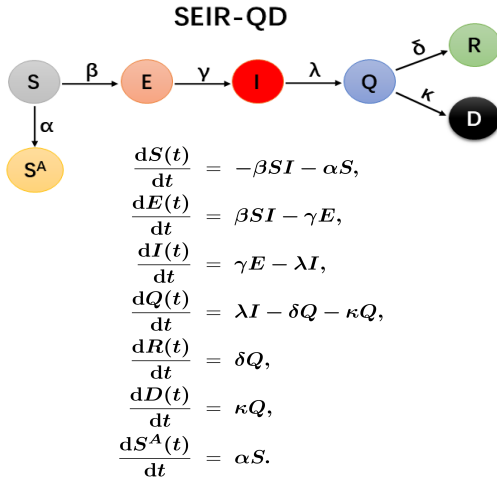 SEIR-QD
S β E γ I λ Q δ R
κ D
α
S^A
dS(t)/dt = -βSI - αS,
dE(t)/dt = βSI - γE,
dI(t)/dt = γE - λI,
dQ(t)/dt = λI - δQ - κQ,
dR(t)/dt = δQ,
dD(t)/dt = κQ,
dS^A(t)/dt = αS.